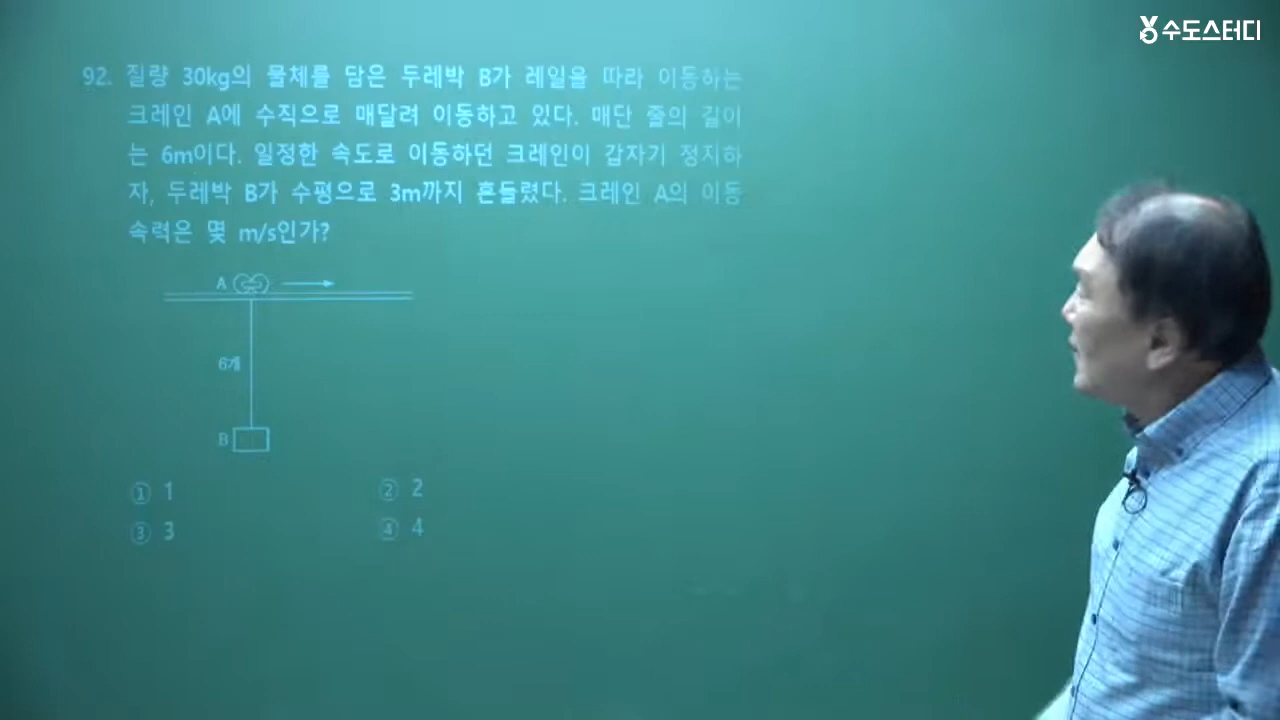 수도스터디
92. 질량 30kg의 물체를 담은 두레박 B가 레일을 따라 이동하는
크레인 A에 수직으로 매달려 이동하고 있다. 매단 줄의 길이
는 6m이다. 일정한 속도로 이동하던 크레인이 갑자기 정지하
자, 두레박 B가 수평으로 3m까지 흔들렸다. 크레인 A의 이동
속력은 몇 m/s인가?
A
B
① 1 ② 2
③ 3 ④ 4